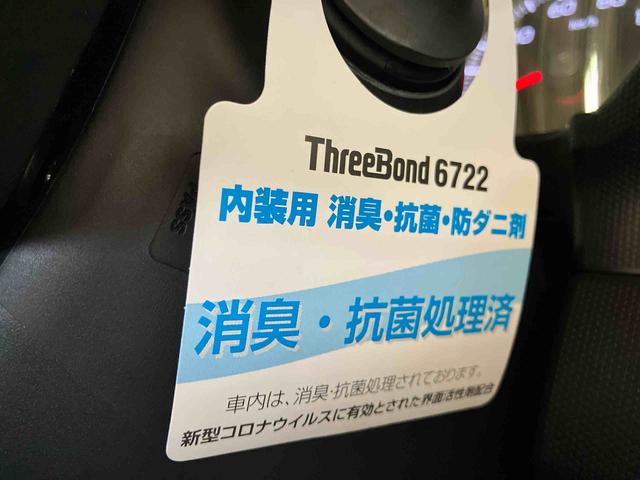 ThreeBond 6722
内装用 消臭・抗菌・防ダニ剤
消臭・抗菌処理済
車内は、消臭・抗菌処理されております。
新型コロナウイルスに有効とされた界面活性剤配合